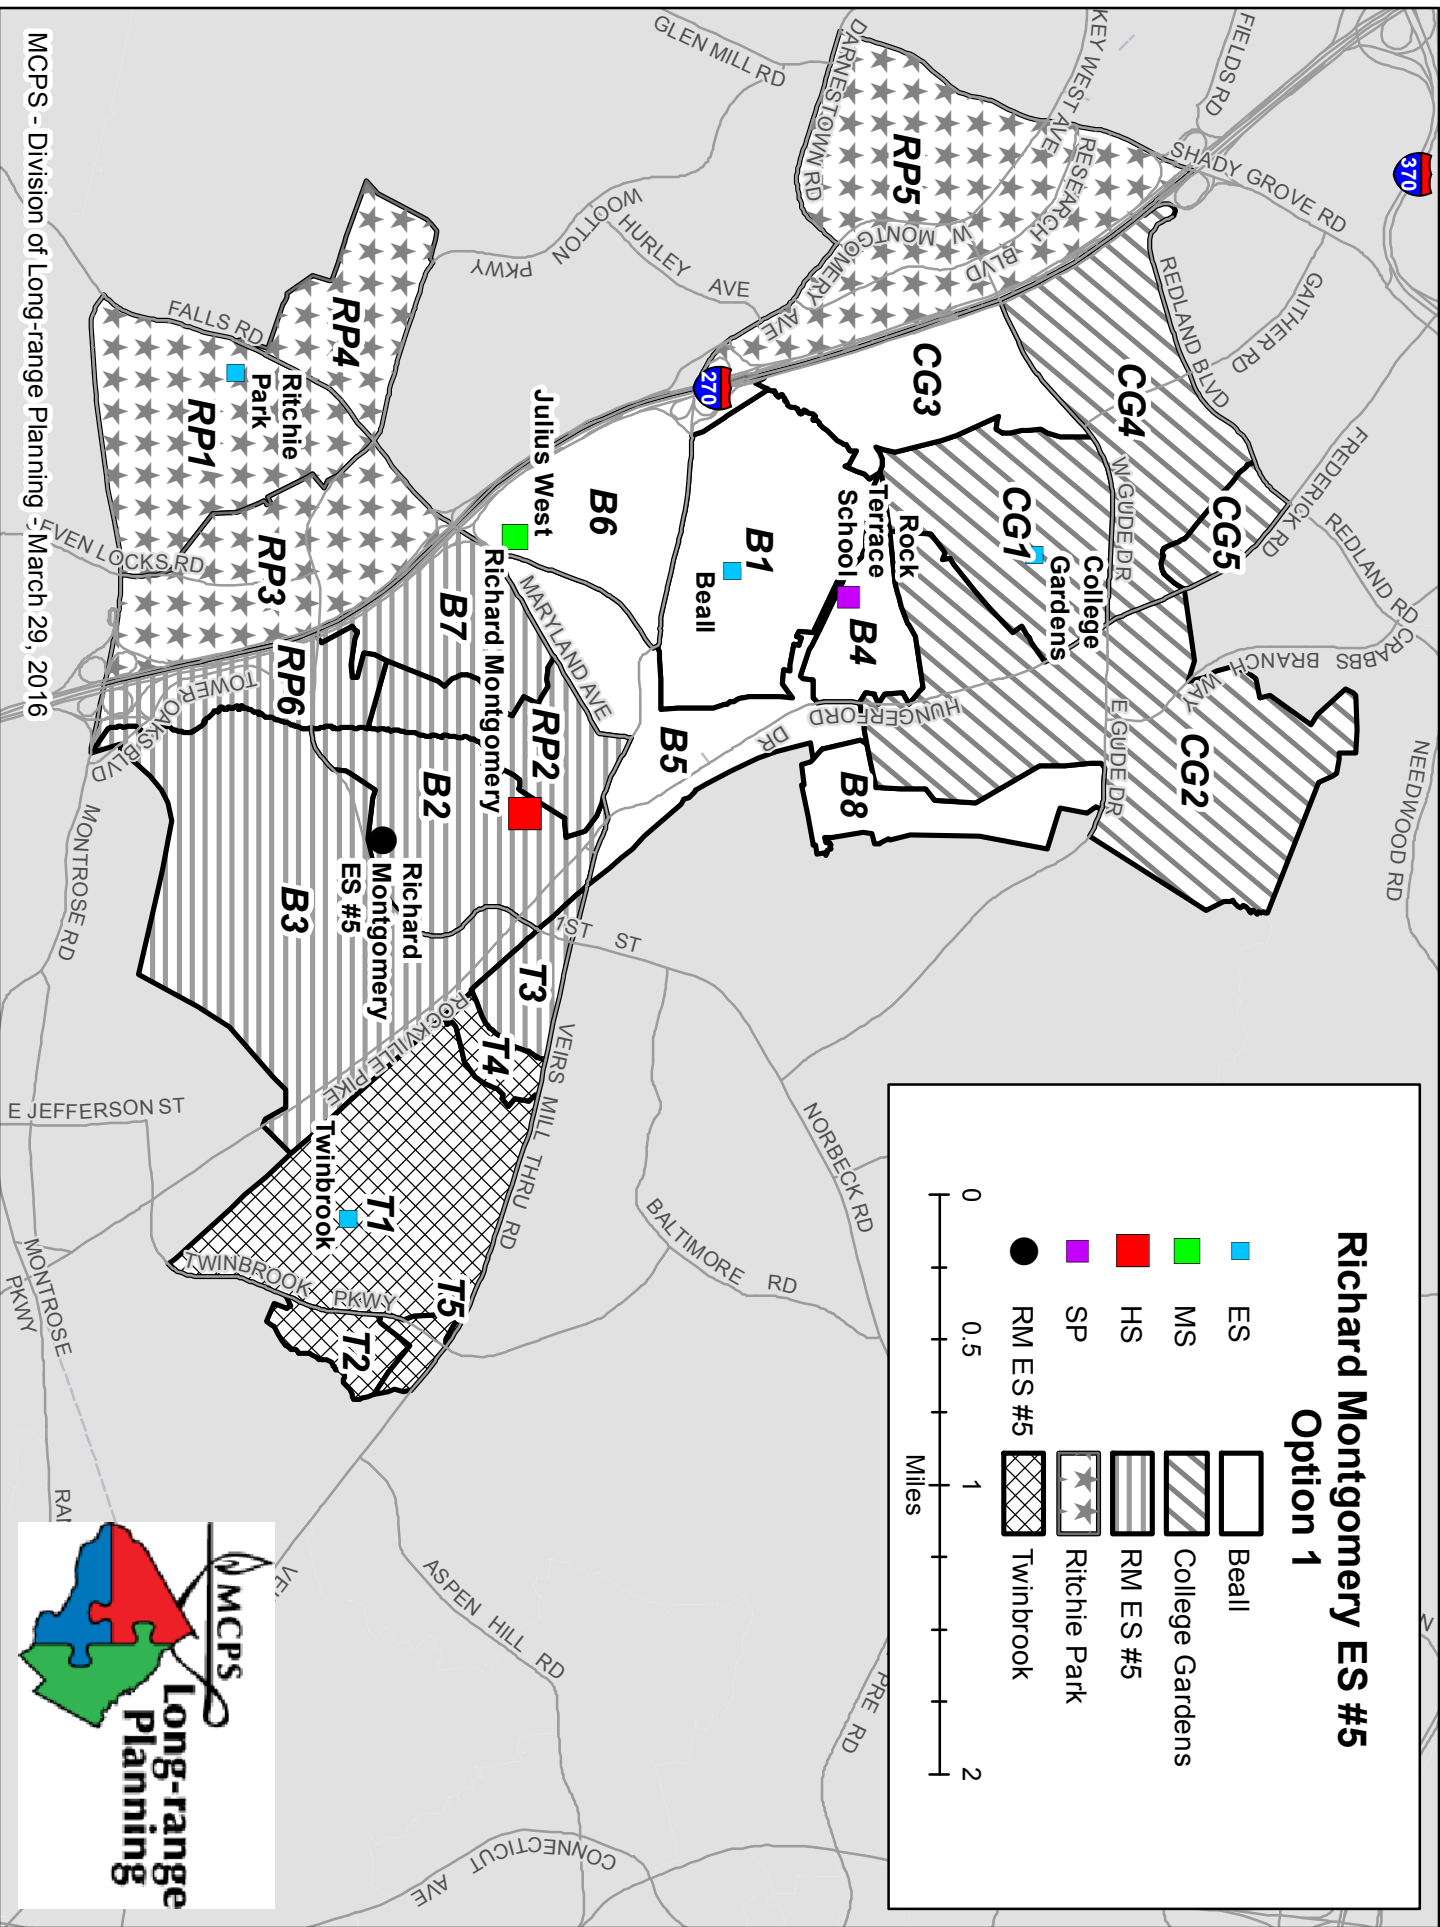 Richard Montgomery ES #5
Option 1
ES
MS
HS
SP
RM ES #5
Beall
College Gardens
RM ES #5
Ritchie Park
Twinbrook
0
0.5
1
2
Miles
370
270
FIELDS RD
KEY WEST AVE
SHADY GROVE RD
GAITHER RD
REDLAND BLVD
FREDERICK RD
REDLAND RD
CRABBS BRANCH WAY
NEEDWOOD RD
DARNESTOWN RD
GLEN MILL RD
RESEARCH BLVD
W MONTGOMERY AVE
HURLEY AVE
WOOTTON PKWY
FALLS RD
W GUDE DR
E GUDE DR
HUNGERFORD DR
MARYLAND AVE
TOWER OAKS BLVD
MONTROSE RD
1ST ST
VEIRS MILL THRU RD
ROCKVILLE PIKE
E JEFFERSON ST
NORBECK RD
BALTIMORE RD
TWINBROOK PKWY
MONTROSE PKWY
ASPEN HILL RD
CONNECTICUT AVE
PRE RD
EVEN LOCKS RD
RAN
VE
RP5
CG4
CG5
CG3
CG1
CG2
College
Gardens
Rock
Terrace
School
B1
Beall
B4
B5
B8
B6
Julius West
B7
Richard Montgomery
RP2
B2
RP4
Ritchie
Park
RP1
RP3
RP6
B3
Richard
Montgomery
ES #5
T3
T4
T1
Twinbrook
T5
T2
MCPS
Long-range
Planning
MCPS - Division of Long-range Planning - March 29, 2016